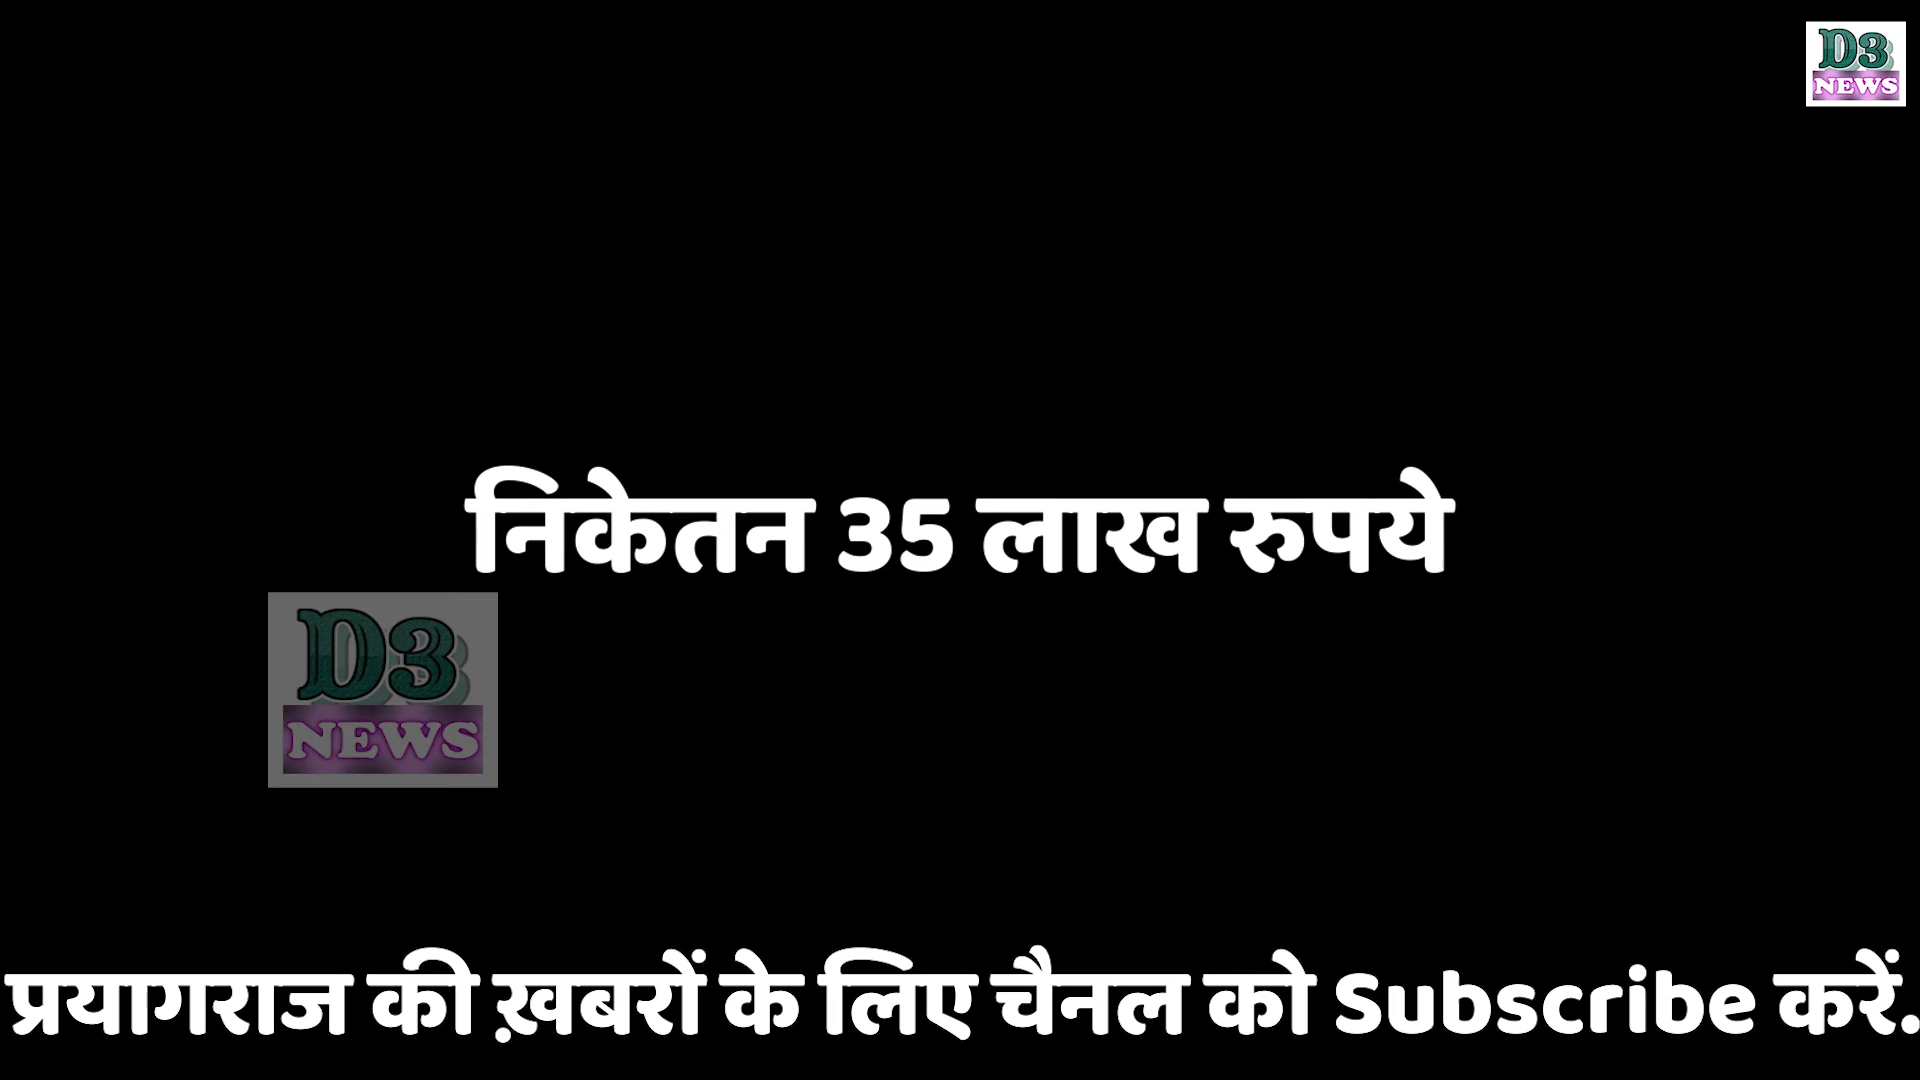 D3
NEWS
निकेतन 35 लाख रुपये
D3
NEWS
प्रयागराज की ख़बरों के लिए चैनल को Subscribe करें.